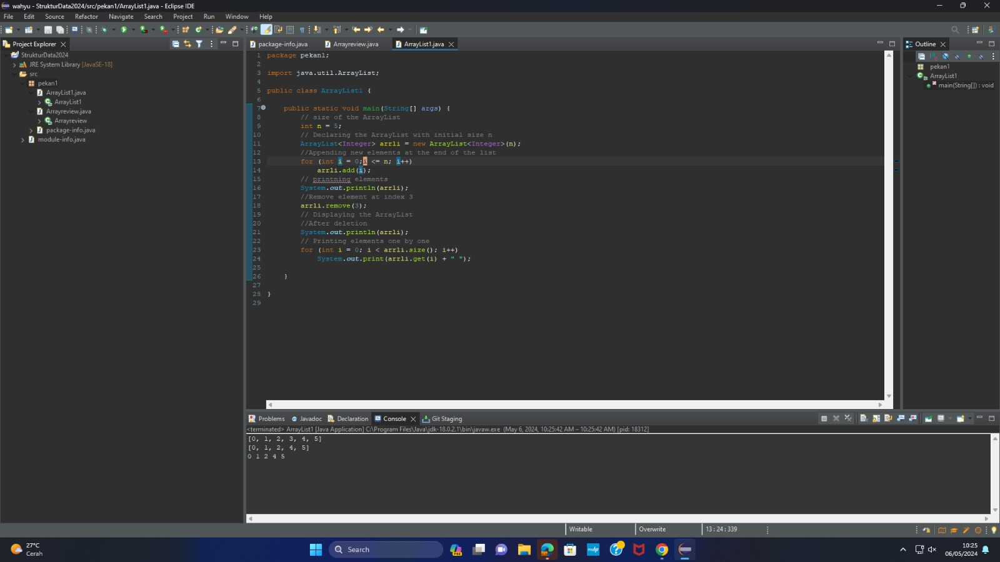 wahyu - StrukturData2024/src/pekan1/ArrayList1.java - Eclipse IDE
File Edit Source Refactor Navigate Search Project Run Window Help
Project Explorer
package-info.java Arrayreview.java ArrayList1.java
Outline
StrukturData2024
JRE System Library [JavaSE-18]
src
pekan1
ArrayList1.java
ArrayList1
Arrayreview.java
Arrayreview
package-info.java
module-info.java
1 package pekan1;
2
3 import java.util.ArrayList;
4
5 public class ArrayList1 {
6
7 public static void main(String[] args) {
8 // size of the ArrayList
9 int n = 5;
10 // Declaring the ArrayList with initial size n
11 ArrayList<Integer> arrli = new ArrayList<Integer>(n);
12 //Appending new elements at the end of the list
13 for (int i = 0;i <= n; i++)
14 arrli.add(i);
15 // printning elements
16 System.out.println(arrli);
17 //Remove element at index 3
18 arrli.remove(3);
19 // Displaying the ArrayList
20 //After deletion
21 System.out.println(arrli);
22 // Printing elements one by one
23 for (int i = 0; i < arrli.size(); i++)
24 System.out.print(arrli.get(i) + " ");
25
26 }
27
28 }
29
pekan1
ArrayList1
main(String[]) : void
Problems Javadoc Declaration Console Git Staging
<terminated> ArrayList1 [Java Application] C:\Program Files\Java\jdk-18.0.2.1\bin\javaw.exe (May 6, 2024, 10:25:42 AM – 10:25:42 AM) [pid: 18312]
[0, 1, 2, 3, 4, 5]
[0, 1, 2, 4, 5]
0 1 2 4 5
Writable Overwrite 13 : 24 : 339
27°C
Cerah
Search
PRE
10:25
06/05/2024